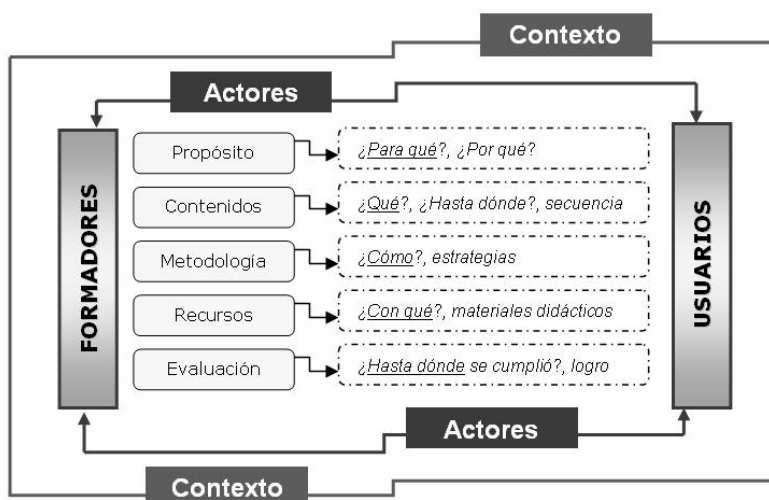 Contexto
Actores
FORMADORES
Propósito
¿Para qué?, ¿Por qué?
Contenidos
¿Qué?, ¿Hasta dónde?, secuencia
Metodología
¿Cómo?, estrategias
Recursos
¿Con qué?, materiales didácticos
Evaluación
¿Hasta dónde se cumplió?, logro
USUARIOS
Actores
Contexto